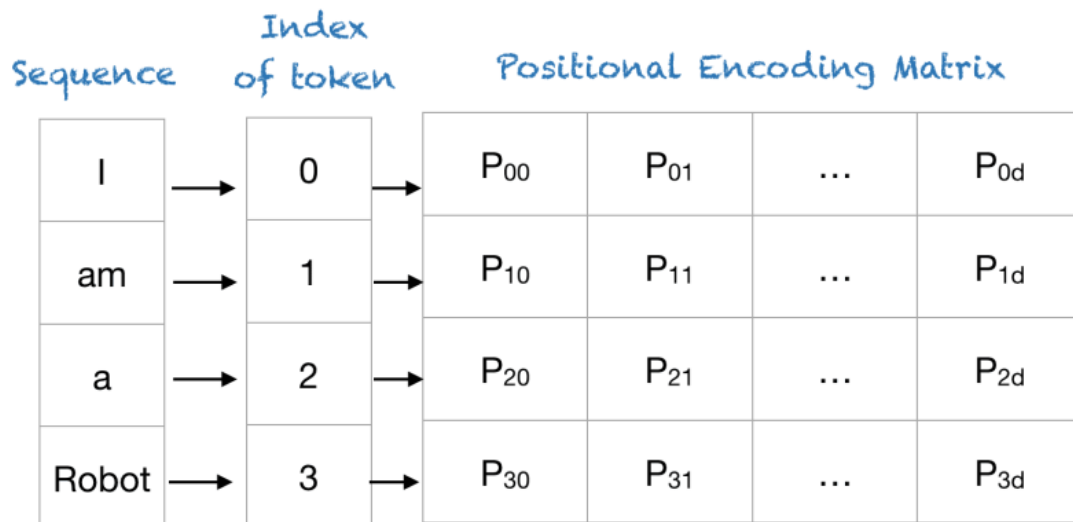 Index
Sequence of token Positional Encoding Matrix
I 0 P₀₀ P₀₁ ... P₀d
am 1 P₁₀ P₁₁ ... P₁d
a 2 P₂₀ P₂₁ ... P₂d
Robot 3 P₃₀ P₃₁ ... P₃d